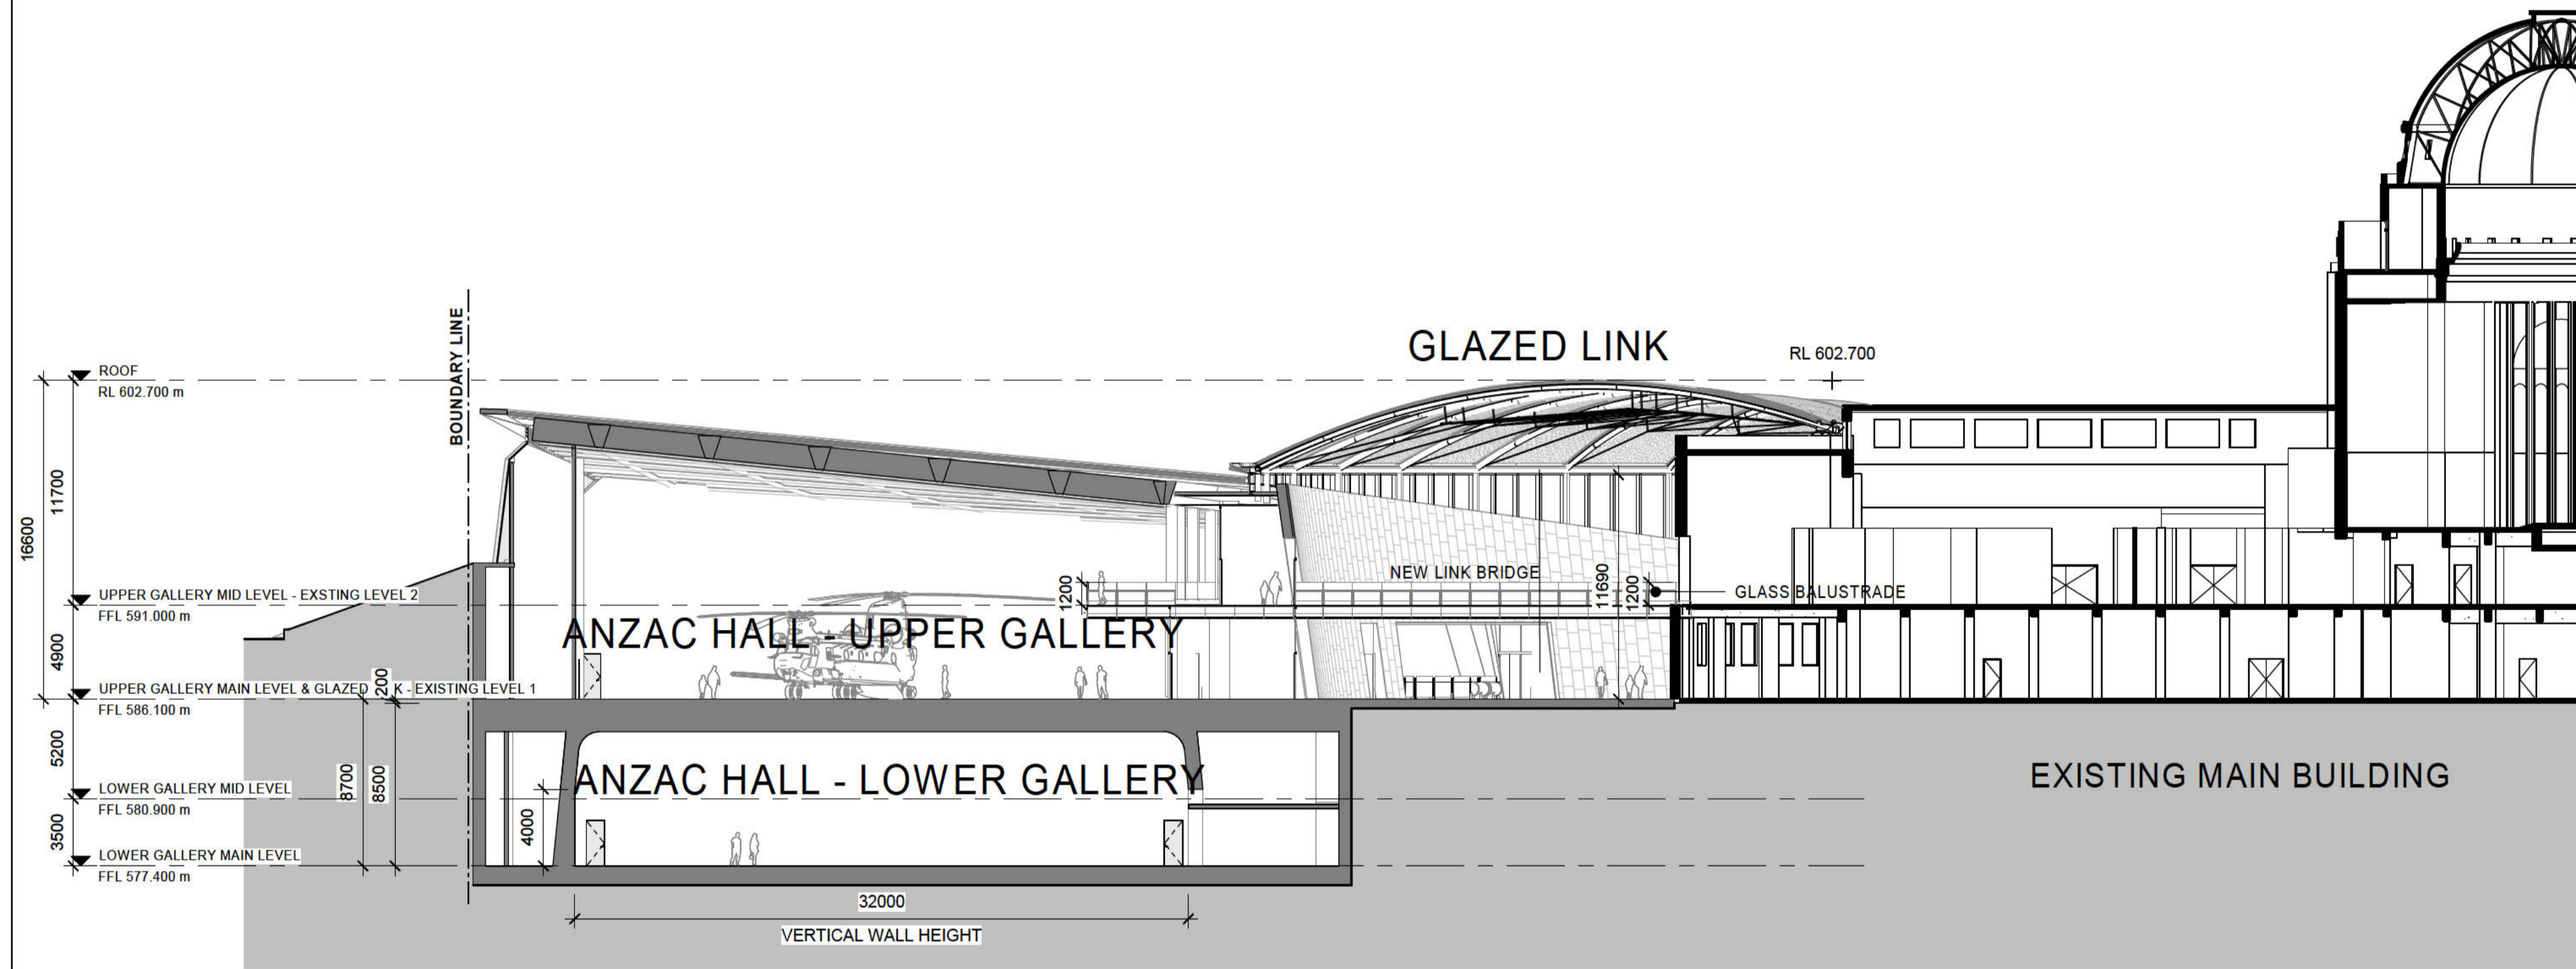 GLAZED LINK
RL 602.700
BOUNDARY LINE
ROOF
RL 602.700 m
11700
16600
UPPER GALLERY MID LEVEL - EXSTING LEVEL 2
FFL 591.000 m
1200
NEW LINK BRIDGE
11690
1200
GLASS BALUSTRADE
ANZAC HALL - UPPER GALLERY
4900
UPPER GALLERY MAIN LEVEL & GLAZED K - EXISTING LEVEL 1
200
FFL 586.100 m
5200
8700
8500
ANZAC HALL - LOWER GALLERY
EXISTING MAIN BUILDING
LOWER GALLERY MID LEVEL
FFL 580.900 m
3500
4000
LOWER GALLERY MAIN LEVEL
FFL 577.400 m
32000
VERTICAL WALL HEIGHT